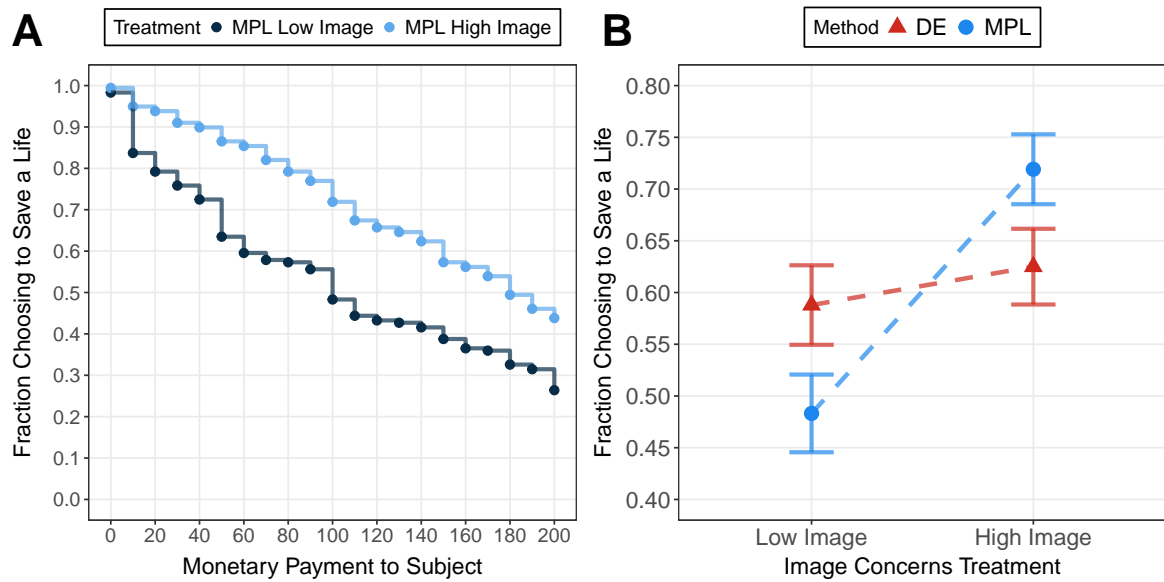 A
Treatment MPL Low Image MPL High Image
Fraction Choosing to Save a Life
1.0
0.9
0.8
0.7
0.6
0.5
0.4
0.3
0.2
0.1
0.0
0 20 40 60 80 100 120 140 160 180 200
Monetary Payment to Subject
B
Method DE MPL
Fraction Choosing to Save a Life
0.80
0.75
0.70
0.65
0.60
0.55
0.50
0.45
0.40
Low Image High Image
Image Concerns Treatment